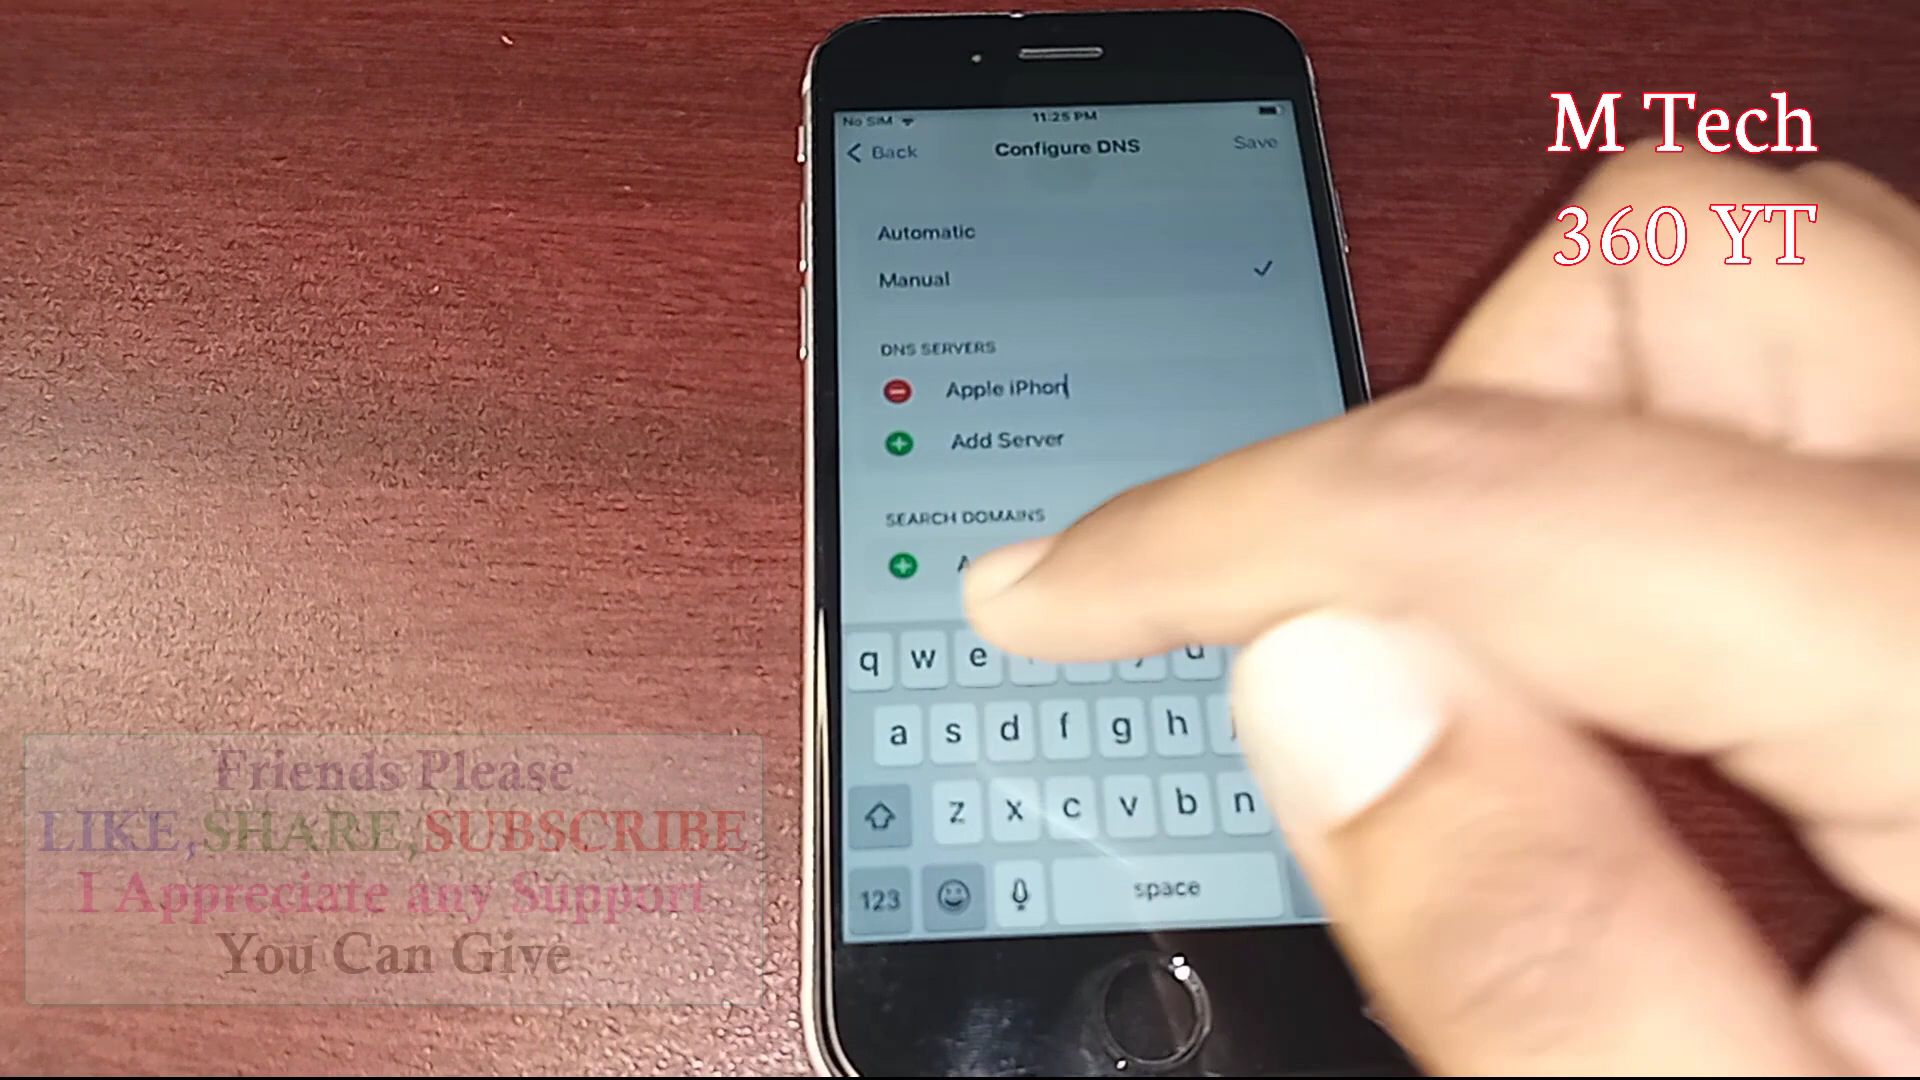 M Tech
360 YT
No SIM
11:25 PM
Back
Configure DNS
Save
Automatic
Manual
DNS SERVERS
Apple iPhon
Add Server
SEARCH DOMAINS
A
q w e u
a s d f g h
z x c v b n
123
space
Friends Please
LIKE,SHARE,SUBSCRIBE
I Appreciate any Support
You Can Give